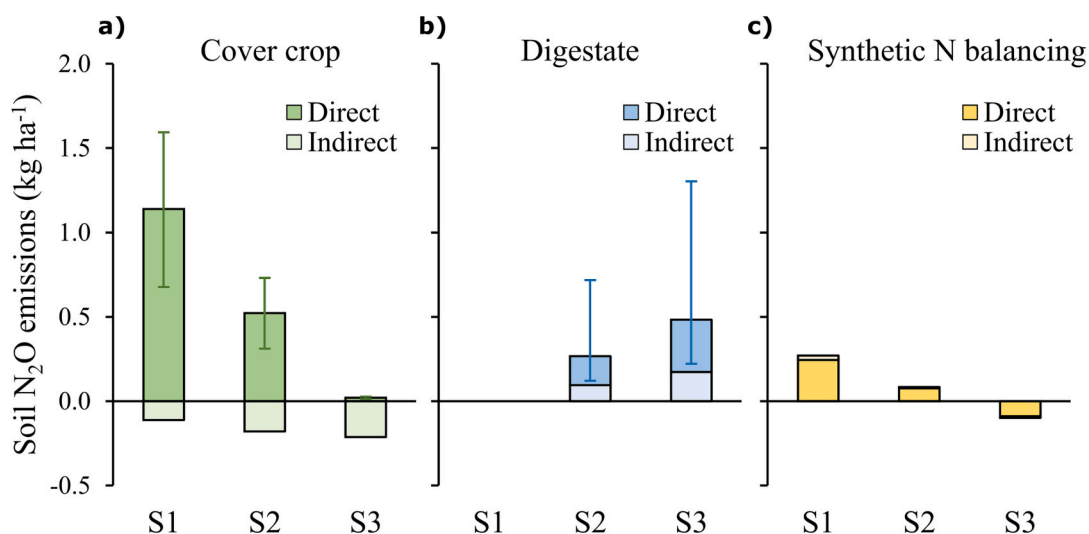 a)
Cover crop
b)
Digestate
c)
Synthetic N balancing
Soil N₂O emissions (kg ha⁻¹)
2.0
1.5
1.0
0.5
0.0
-0.5
Direct
Indirect
Direct
Indirect
Direct
Indirect
S1 S2 S3
S1 S2 S3
S1 S2 S3